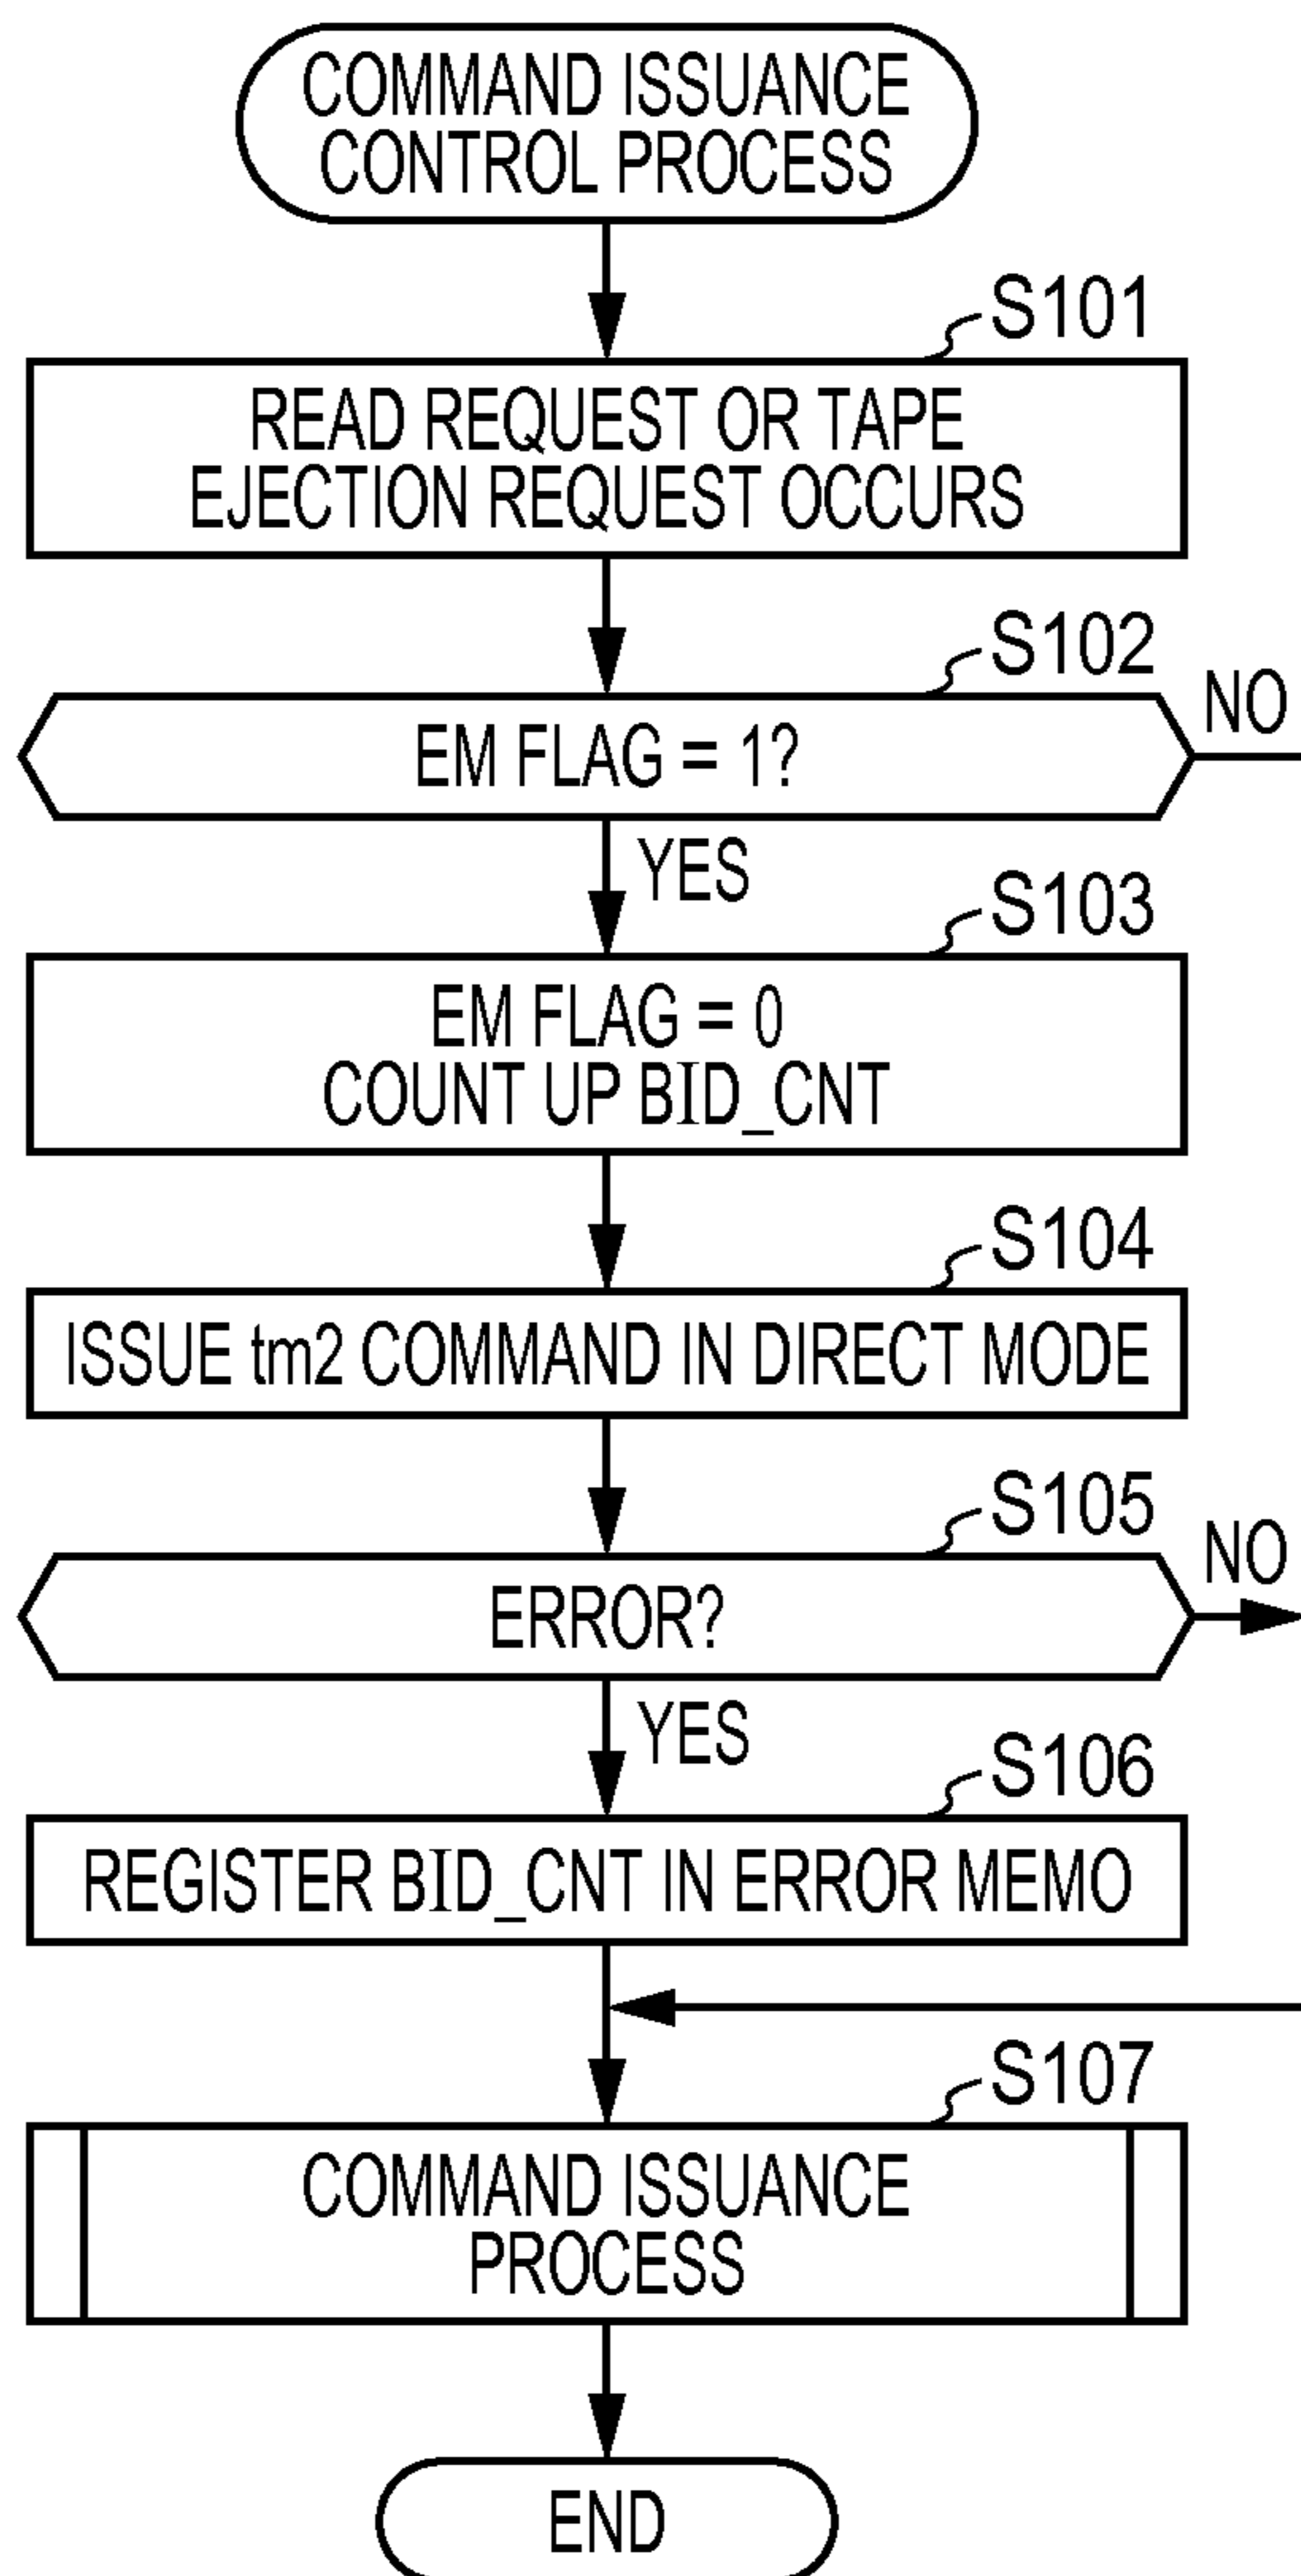 COMMAND ISSUANCE
CONTROL PROCESS
S101
READ REQUEST OR TAPE
EJECTION REQUEST OCCURS
S102
EM FLAG = 1?
NO
YES
S103
EM FLAG = 0
COUNT UP BID_CNT
S104
ISSUE tm2 COMMAND IN DIRECT MODE
S105
ERROR?
NO
YES
S106
REGISTER BID_CNT IN ERROR MEMO
S107
COMMAND ISSUANCE
PROCESS
END